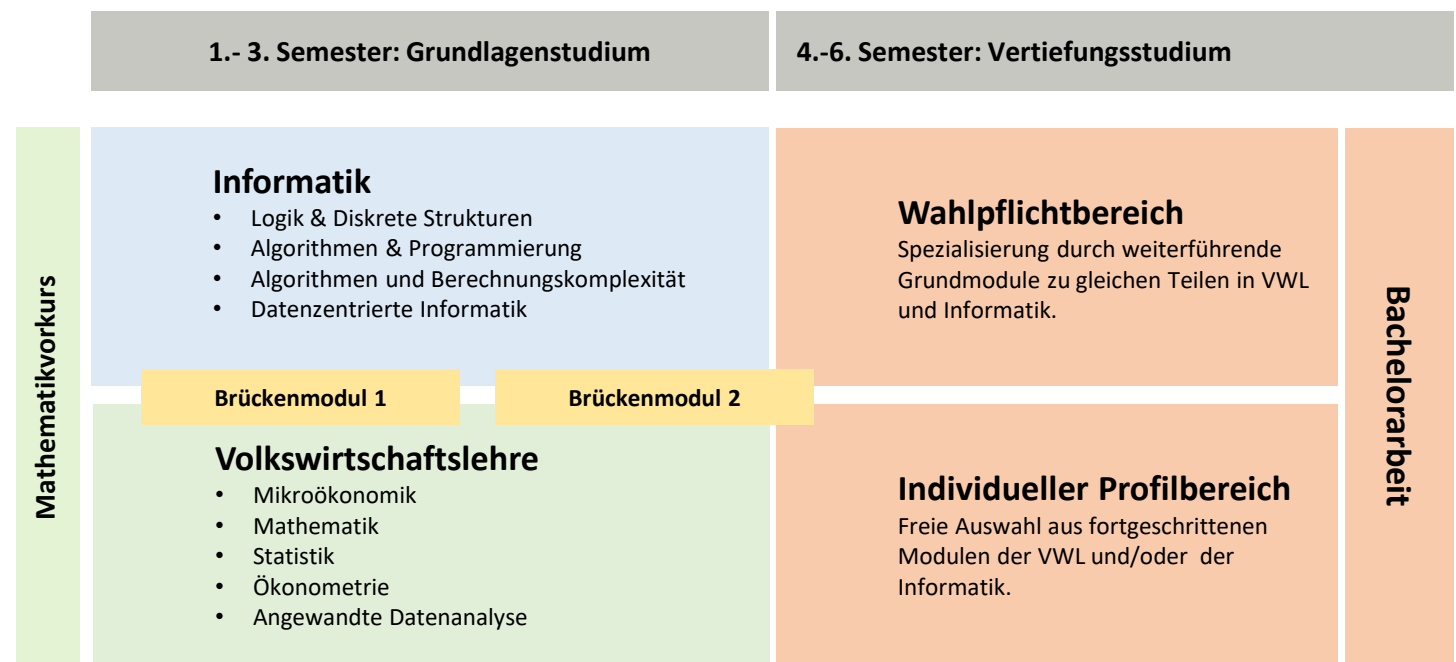 1.- 3. Semester: Grundlagenstudium
4.-6. Semester: Vertiefungsstudium
Mathematikvorkurs
Informatik
• Logik & Diskrete Strukturen
• Algorithmen & Programmierung
• Algorithmen und Berechnungskomplexität
• Datenzentrierte Informatik
Brückenmodul 1
Brückenmodul 2
Volkswirtschaftslehre
• Mikroökonomik
• Mathematik
• Statistik
• Ökonometrie
• Angewandte Datenanalyse
Wahlpflichtbereich
Spezialisierung durch weiterführende
Grundmodule zu gleichen Teilen in VWL
und Informatik.
Individueller Profilbereich
Freie Auswahl aus fortgeschrittenen
Modulen der VWL und/oder der
Informatik.
Bachelorarbeit